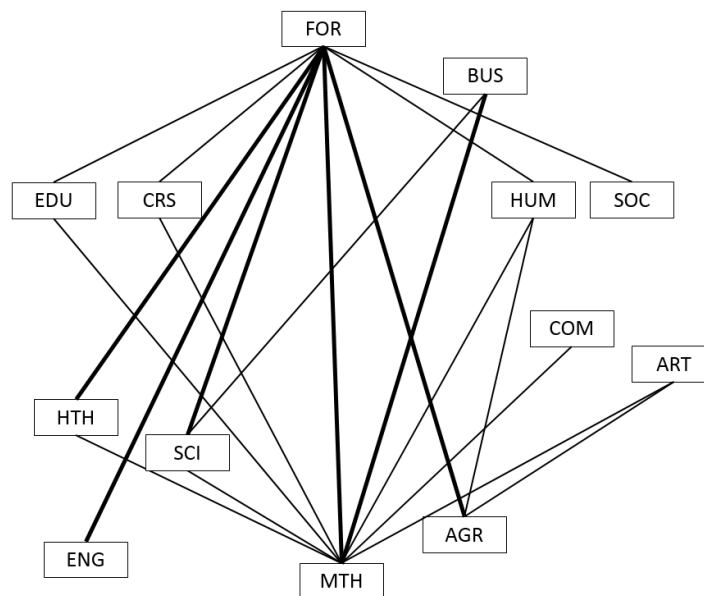 FOR
BUS
EDU
CRS
HUM
SOC
COM
ART
HTH
SCI
AGR
ENG
MTH